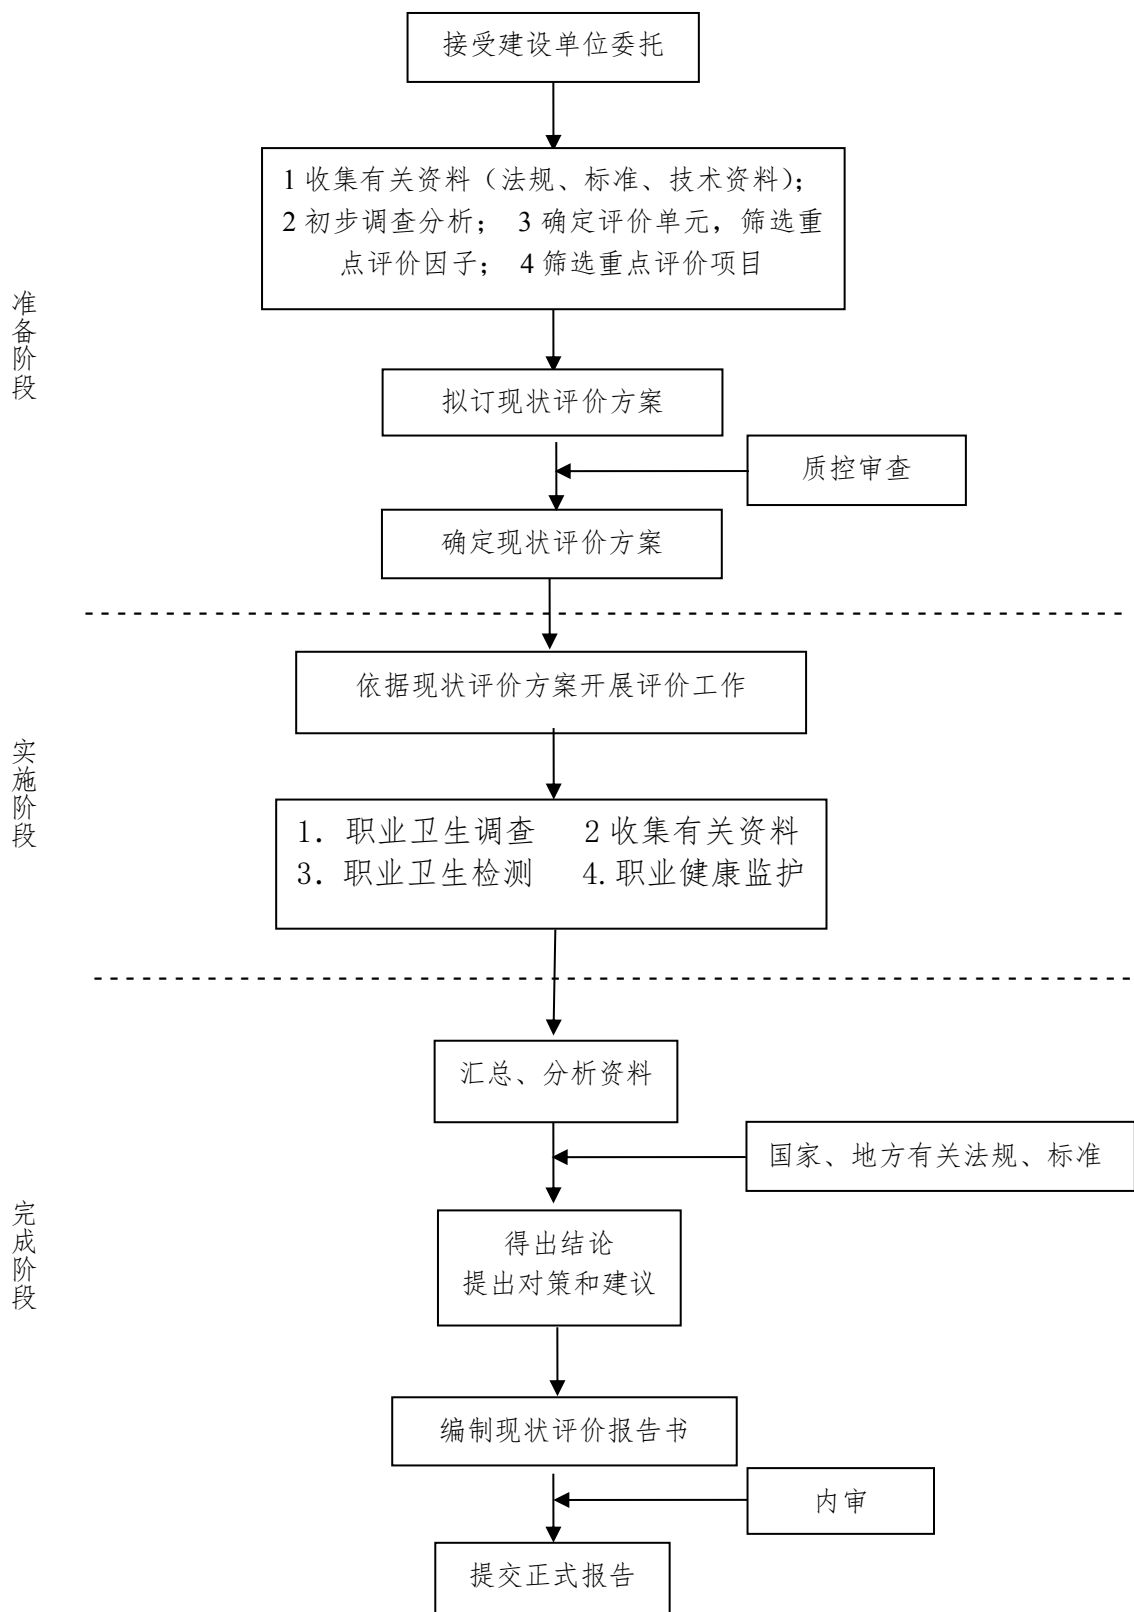 接受建设单位委托
1 收集有关资料（法规、标准、技术资料）；
2 初步调查分析； 3 确定评价单元，筛选重
点评价因子； 4 筛选重点评价项目
准备阶段
拟订现状评价方案
质控审查
确定现状评价方案
依据现状评价方案开展评价工作
实施阶段
1．职业卫生调查 2 收集有关资料
3．职业卫生检测 4.职业健康监护
汇总、分析资料
国家、地方有关法规、标准
完成阶段
得出结论
提出对策和建议
编制现状评价报告书
内审
提交正式报告